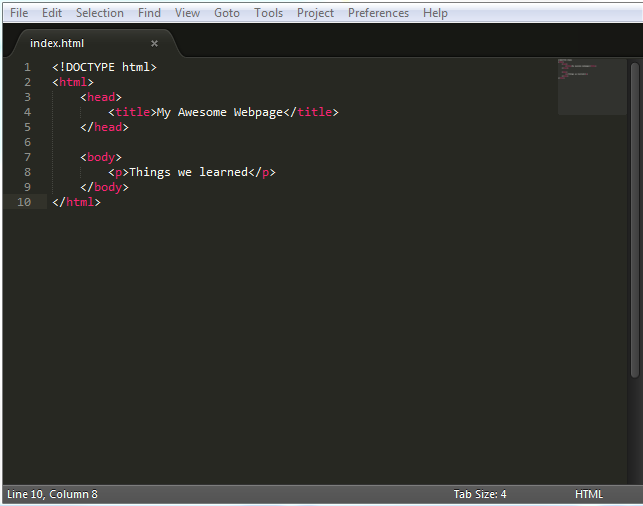 File Edit Selection Find View Goto Tools Project Preferences Help
index.html ×
1 <!DOCTYPE html>
2 <html>
3     <head>
4         <title>My Awesome Webpage</title>
5     </head>
6
7     <body>
8         <p>Things we learned</p>
9     </body>
10 </html>
Line 10, Column 8 Tab Size: 4 HTML